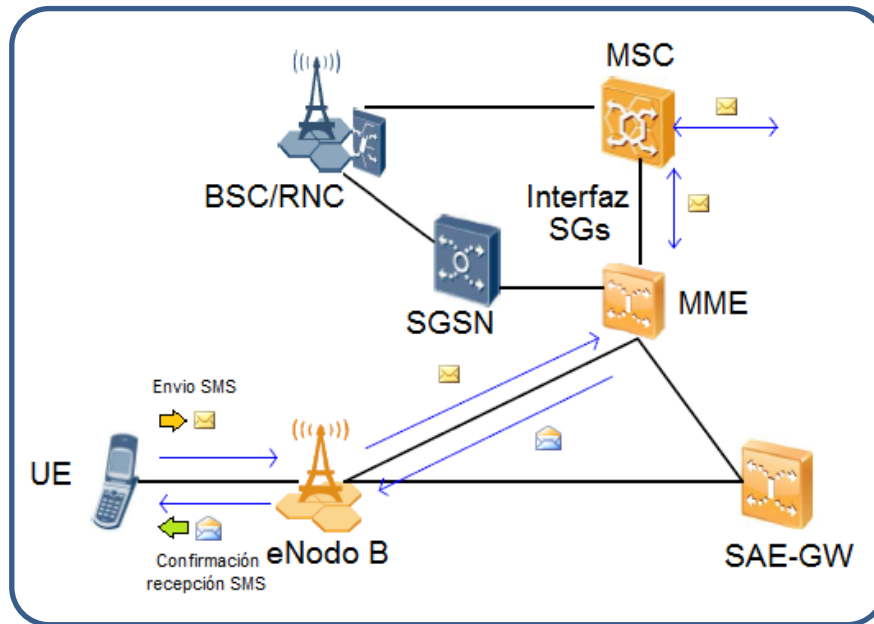 MSC
BSC/RNC
Interfaz
SGs
SGSN
MME
Envio SMS
UE
eNodo B
Confirmación
recepción SMS
SAE-GW